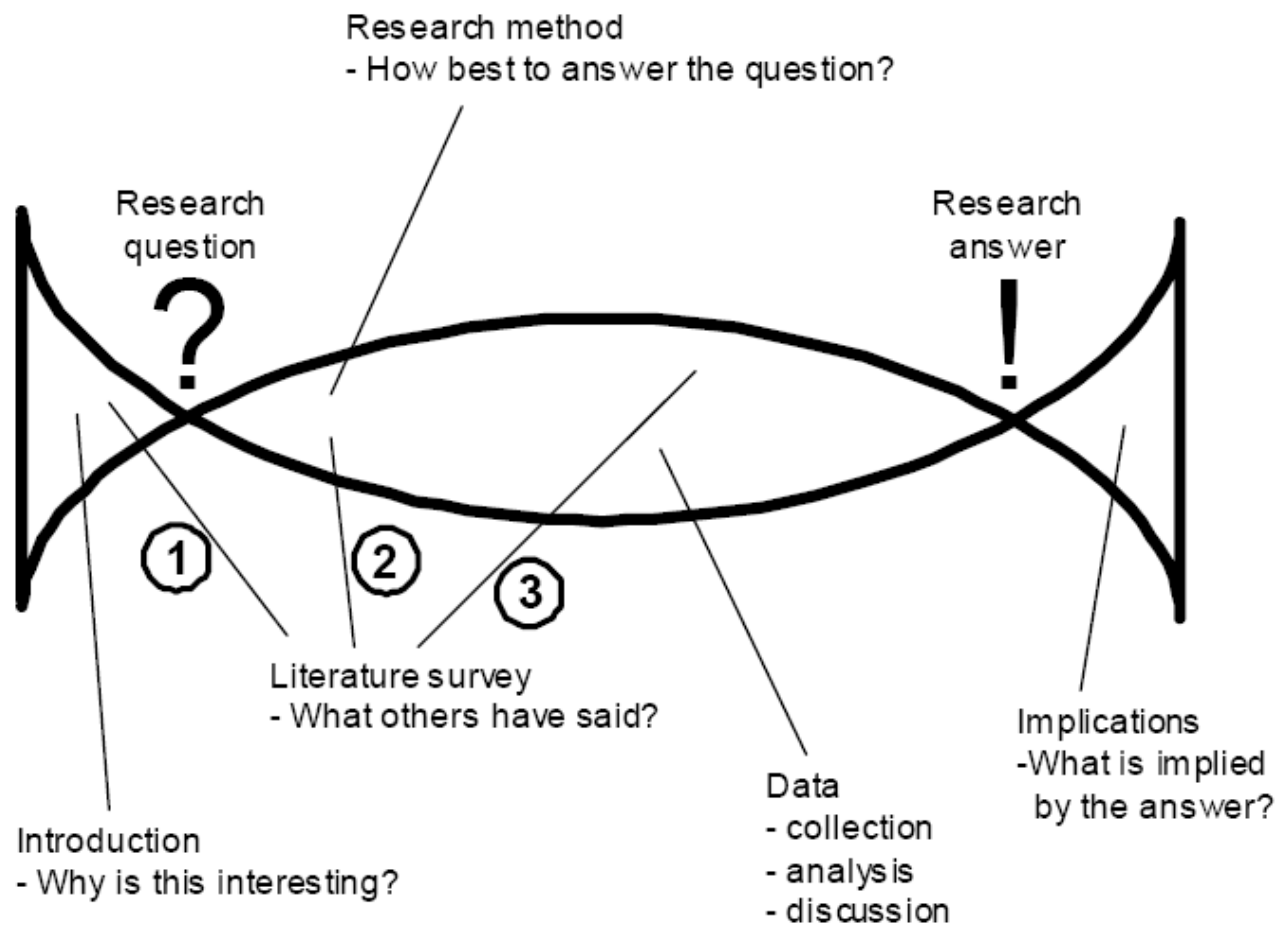 Research method
- How best to answer the question?
Research
question
?
Research
answer
!
1
2
3
Literature survey
- What others have said?
Implications
-What is implied
by the answer?
Data
- collection
- analysis
- discussion
Introduction
- Why is this interesting?